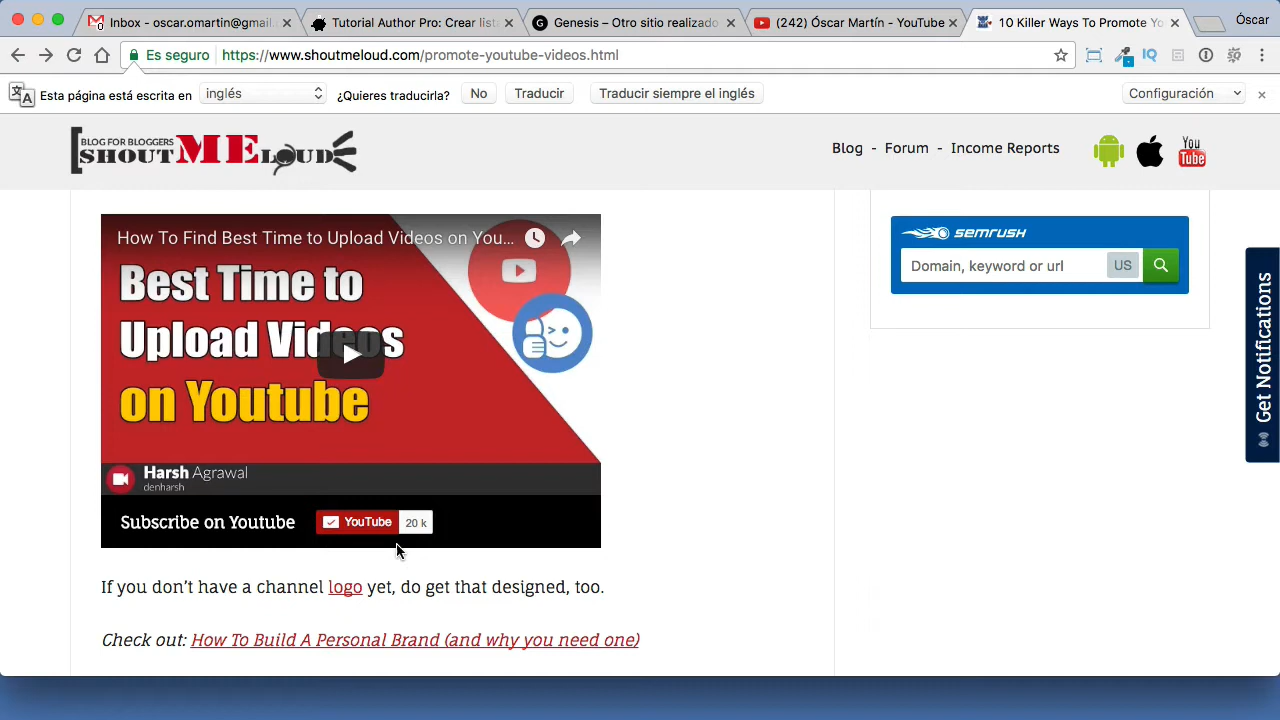 Inbox - oscar.omartin@gmail.
Tutorial Author Pro: Crear list
Genesis – Otro sitio realizado
(242) Óscar Martín - YouTube
10 Killer Ways To Promote Yo
Óscar
Es seguro
https://www.shoutmeloud.com/promote-youtube-videos.html
Esta página está escrita en
inglés
¿Quieres traducirla?
No
Traducir
Traducir siempre el inglés
Configuración
BLOG FOR BLOGGERS
SHOUTMELOUD
Blog - Forum - Income Reports
You
Tube
How To Find Best Time to Upload Videos on You...
Best Time to
Upload Videos
on Youtube
Harsh Agrawal
denharsh
Subscribe on Youtube
YouTube
20 k
SEMRUSH
Domain, keyword or url
US
Get Notifications
If you don’t have a channel logo yet, do get that designed, too.
Check out: How To Build A Personal Brand (and why you need one)